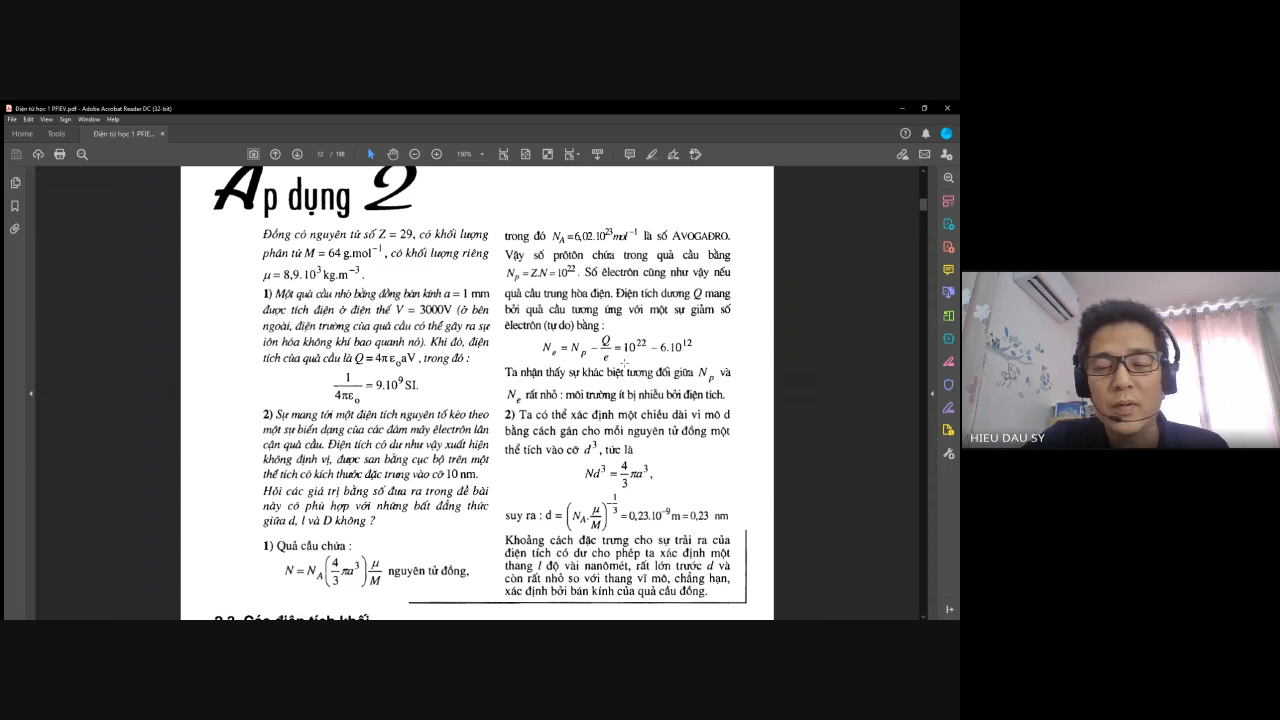 Điện từ học 1 PFIEV.pdf - Adobe Acrobat Reader DC (32-bit)
File Edit View Sign Window Help
Home Tools Điện từ học 1 PFIE... ×
12 / 198 150%
Áp dụng 2
Đồng có nguyên tử số Z = 29, có khối lượng
phân tử M = 64 g.mol⁻¹, có khối lượng riêng
μ = 8,9.10³ kg.m⁻³.
1) Một quả cầu nhỏ bằng đồng bán kính a = 1 mm
được tích điện ở điện thế V = 3000V (ở bên
ngoài, điện trường của quả cầu có thể gây ra sự
iôn hóa không khí bao quanh nó). Khi đó, điện
tích của quả cầu là Q = 4πε₀aV, trong đó :
1/4πε₀ = 9.10⁹ SI.
2) Sự mang tới một điện tích nguyên tố kéo theo
một sự biến dạng của các đám mây êlectrôn lân
cận quả cầu. Điện tích có dư như vậy xuất hiện
không định vị, được san bằng cục bộ trên một
thể tích có kích thước đặc trưng vào cỡ 10 nm.
Hỏi các giá trị bằng số đưa ra trong đề bài
này có phù hợp với những bất đẳng thức
giữa d, l và D không ?
1) Quả cầu chứa :
N = N_A (4/3 πa³) μ/M nguyên tử đồng,
trong đó N_A = 6,02.10²³ mol⁻¹ là số AVOGAĐRO.
Vậy số prôtôn chứa trong quả cầu bằng
N_p = Z.N = 10²². Số êlectrôn cũng như vậy nếu
quả cầu trung hòa điện. Điện tích dương Q mang
bởi quả cầu tương ứng với một sự giảm số
êlectrôn (tự do) bằng :
N_e = N_p − Q/e = 10²² − 6.10¹²
Ta nhận thấy sự khác biệt tương đối giữa N_p và
N_e rất nhỏ : môi trường ít bị nhiễu bởi điện tích.
2) Ta có thể xác định một chiều dài vi mô d
bằng cách gán cho mỗi nguyên tử đồng một
thể tích vào cỡ d³, tức là
Nd³ = 4/3 πa³,
suy ra : d = (N_A. μ/M)^(−1/3) = 0,23.10⁻⁹ m = 0,23 nm
Khoảng cách đặc trưng cho sự trải ra của
điện tích có dư cho phép ta xác định một
thang l độ vài nanômét, rất lớn trước d và
còn rất nhỏ so với thang vĩ mô, chẳng hạn,
xác định bởi bán kính của quả cầu đồng.
HIEU DAU SY